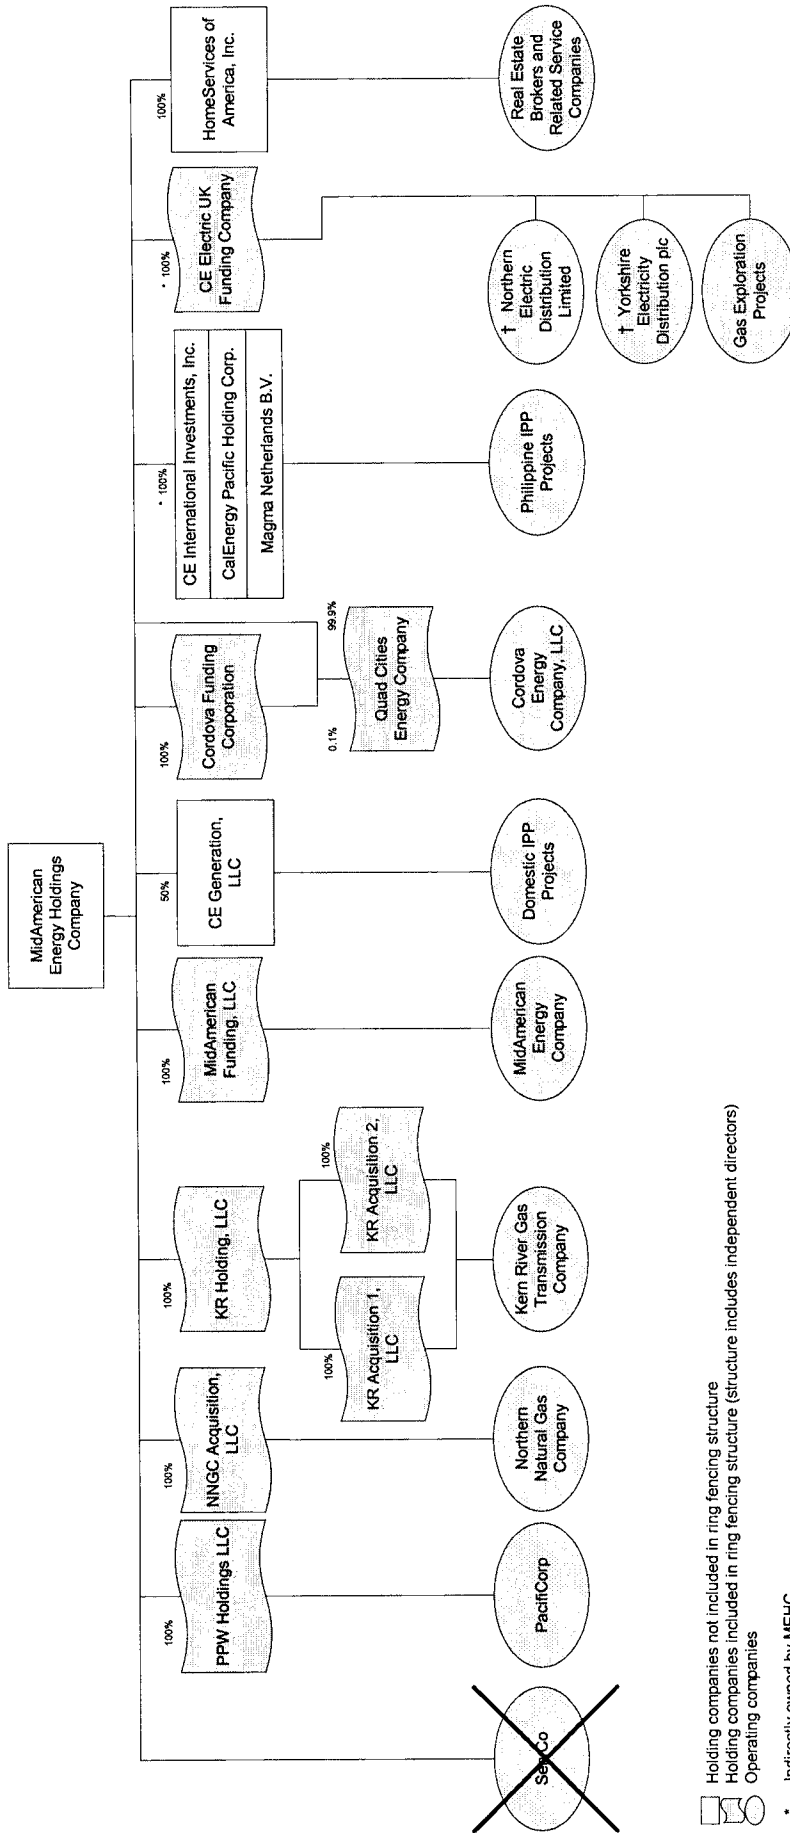 MidAmerican
Energy Holdings
Company
100%
PPW Holdings LLC
100%
NNGC Acquisition,
LLC
100%
KR Holding, LLC
100%
MidAmerican
Funding, LLC
50%
CE Generation,
LLC
100%
Cordova Funding
Corporation
* 100%
CE International Investments, Inc.
CalEnergy Pacific Holding Corp.
Magma Netherlands B.V.
* 100%
CE Electric UK
Funding Company
100%
HomeServices of
America, Inc.
100%
KR Acquisition 1,
LLC
100%
KR Acquisition 2,
LLC
0.1%
99.9%
Quad Cities
Energy Company
PacifiCorp
Northern
Natural Gas
Company
Kern River Gas
Transmission
Company
MidAmerican
Energy
Company
Domestic IPP
Projects
Cordova
Energy
Company, LLC
Philippine IPP
Projects
† Northern
Electric
Distribution
Limited
† Yorkshire
Electricity
Distribution plc
Gas Exploration
Projects
Real Estate
Brokers and
Related Service
Companies
Holding companies not included in ring fencing structure
Holding companies included in ring fencing structure (structure includes independent directors)
Operating companies
* Indirectly owned by MEHC